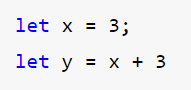 let x = 3;
let y = x + 3